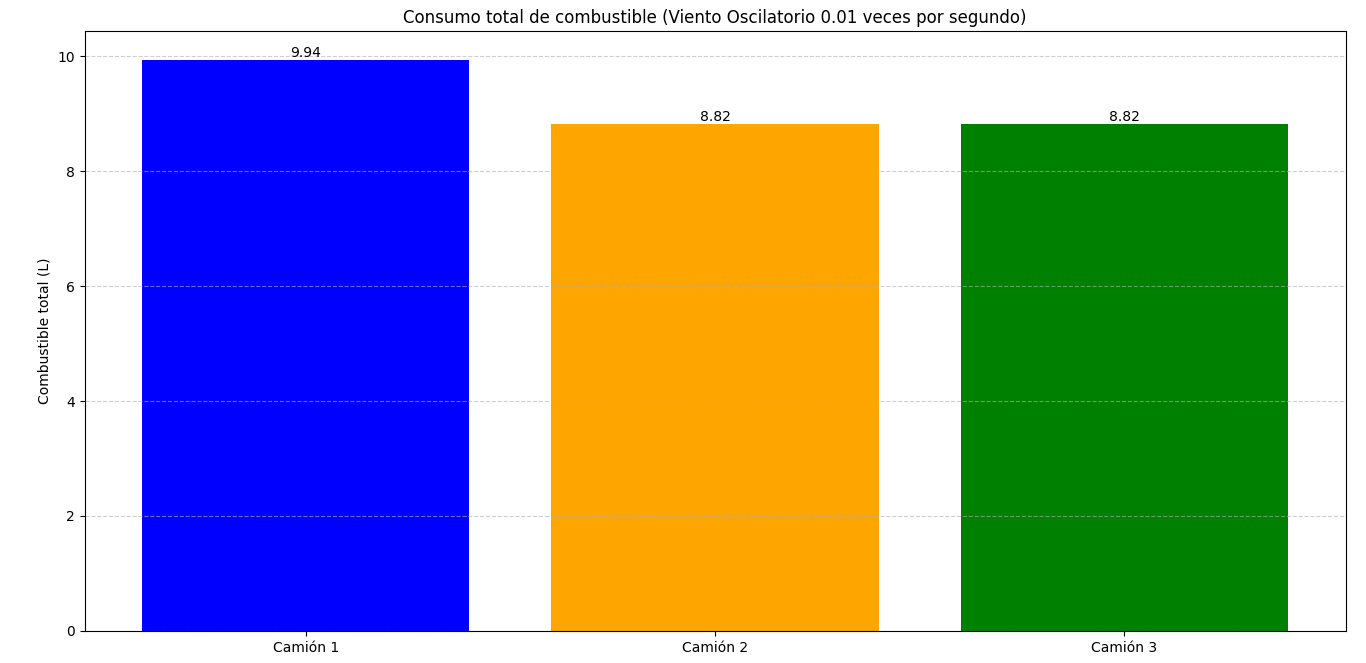 Consumo total de combustible (Viento Oscilatorio 0.01 veces por segundo)
Combustible total (L)
10
8
6
4
2
0
9.94
8.82
8.82
Camión 1
Camión 2
Camión 3